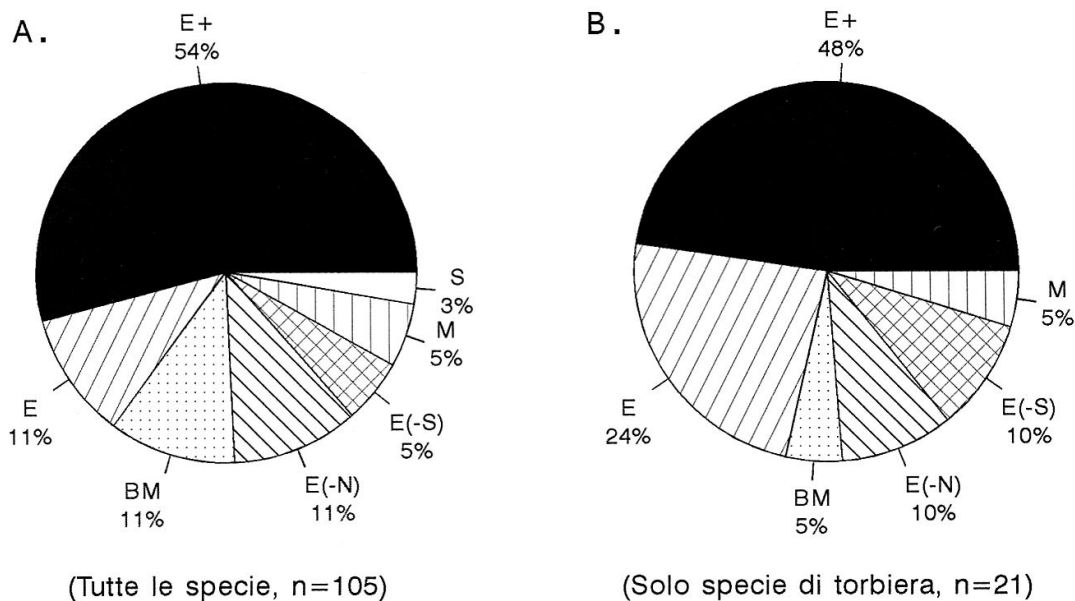 A.
E+
54%
S
3%
M
5%
E(-S)
5%
E(-N)
11%
BM
11%
E
11%
(Tutte le specie, n=105)
B.
E+
48%
M
5%
E(-S)
10%
E(-N)
10%
BM
5%
E
24%
(Solo specie di torbiera, n=21)